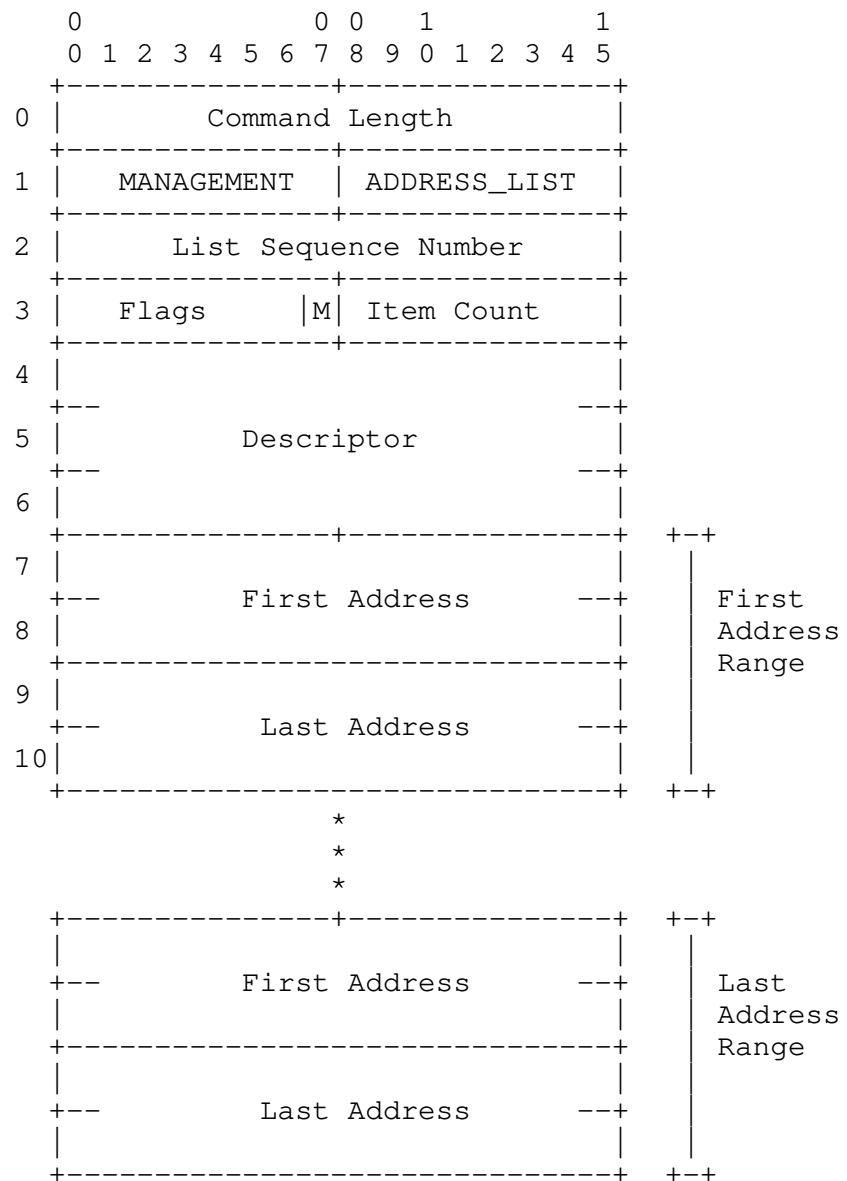 0 0 0 1 1
0 1 2 3 4 5 6 7 8 9 0 1 2 3 4 5
+---------------+---------------+
0 | Command Length |
+---------------+---------------+
1 | MANAGEMENT | ADDRESS_LIST |
+---------------+---------------+
2 | List Sequence Number |
+---------------+---------------+
3 | Flags |M| Item Count |
+---------------+---------------+
4 | |
+-- --+
5 | Descriptor |
+-- --+
6 | |
+---------------+---------------+ +-+
7 | | |
+-- First Address --+ | First
8 | | | Address
+-------------------------------+ | Range
9 | | |
+-- Last Address --+ |
10| | |
+-------------------------------+ +-+
*
*
*
+---------------+---------------+ +-+
| | |
+-- First Address --+ | Last
| | | Address
+-------------------------------+ | Range
| | |
+-- Last Address --+ |
| | |
+-------------------------------+ +-+